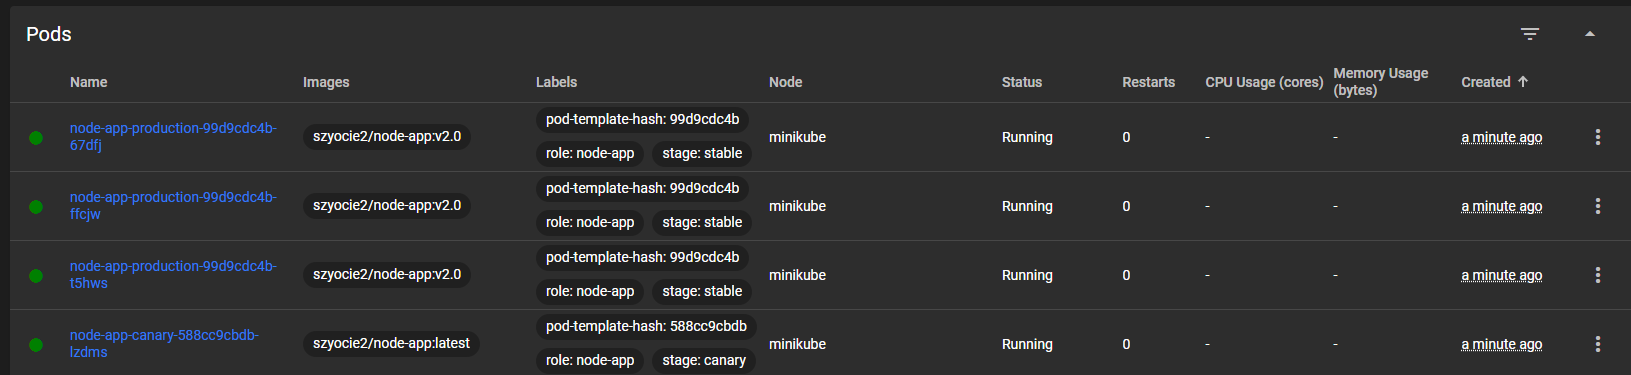 Pods
Name Images Labels Node Status Restarts CPU Usage (cores) Memory Usage (bytes) Created
node-app-production-99d9cdc4b-67dfj szyocie2/node-app:v2.0 pod-template-hash: 99d9cdc4b role: node-app stage: stable minikube Running 0 - - a minute ago
node-app-production-99d9cdc4b-ffcjw szyocie2/node-app:v2.0 pod-template-hash: 99d9cdc4b role: node-app stage: stable minikube Running 0 - - a minute ago
node-app-production-99d9cdc4b-t5hws szyocie2/node-app:v2.0 pod-template-hash: 99d9cdc4b role: node-app stage: stable minikube Running 0 - - a minute ago
node-app-canary-588cc9cbdb-lzdms szyocie2/node-app:latest pod-template-hash: 588cc9cbdb role: node-app stage: canary minikube Running 0 - - a minute ago